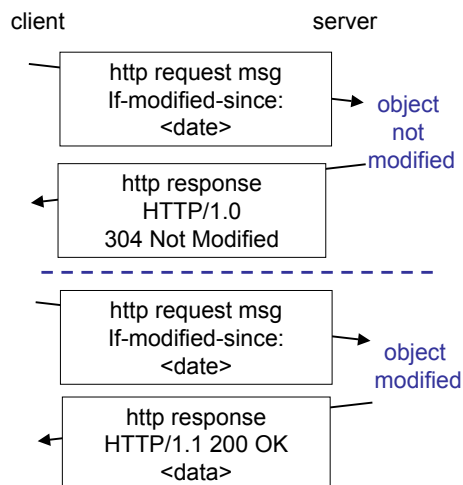 client
server
http request msg
If-modified-since:
<date>
object
not
modified
http response
HTTP/1.0
304 Not Modified
http request msg
If-modified-since:
<date>
object
modified
http response
HTTP/1.1 200 OK
<data>